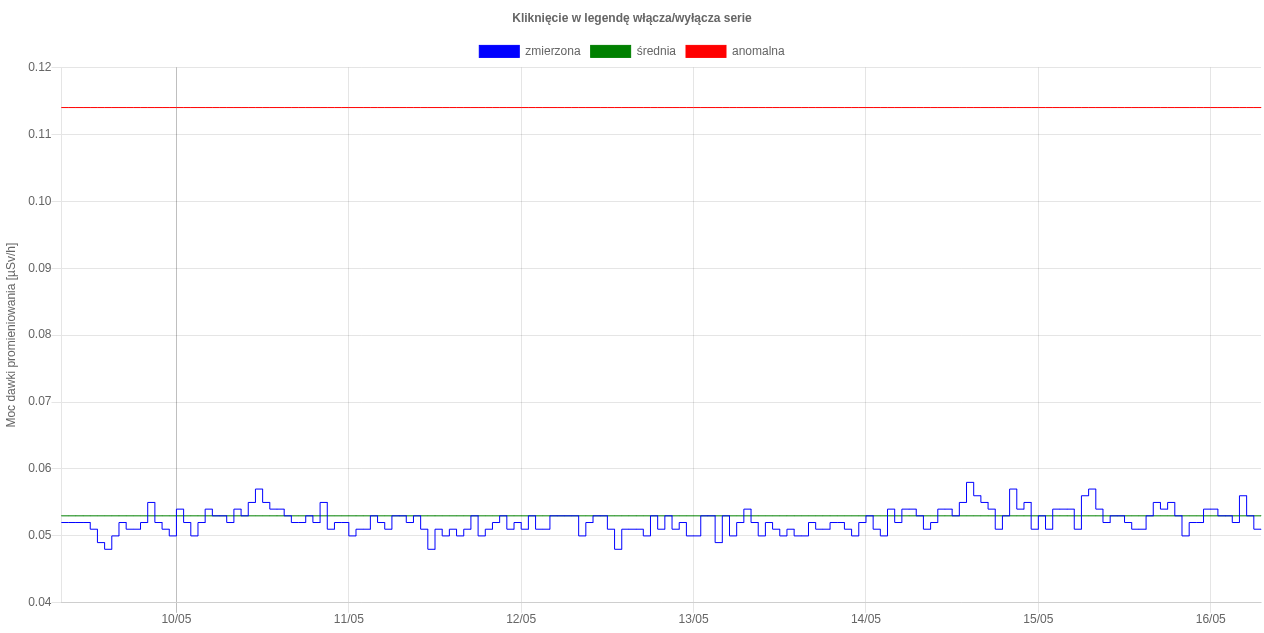 Kliknięcie w legendę włącza/wyłącza serie
zmierzona średnia anomalna
Moc dawki promieniowania [µSv/h]
0.12
0.11
0.10
0.09
0.08
0.07
0.06
0.05
0.04
10/05 11/05 12/05 13/05 14/05 15/05 16/05